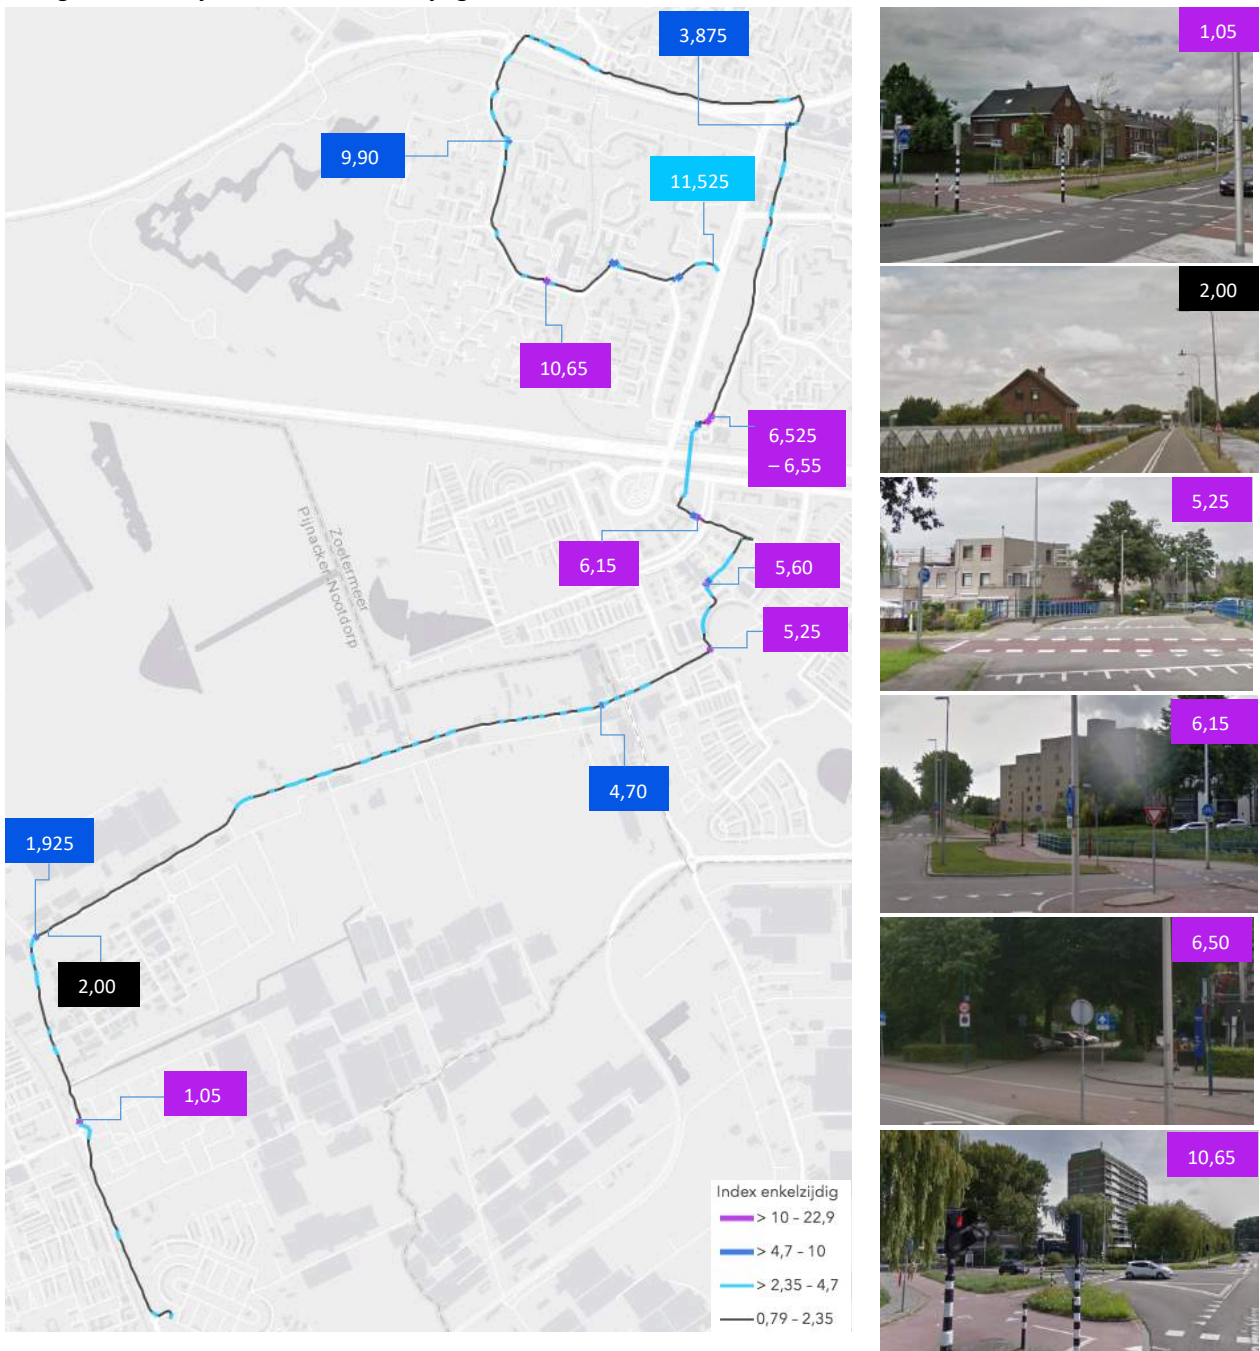 3,875
9,90
11,525
10,65
6,525
– 6,55
6,15
5,60
5,25
4,70
1,925
2,00
1,05
Zoetermeer
Pijnacker-Nootdorp
Index enkelzijdig
> 10 - 22,9
> 4,7 - 10
> 2,35 - 4,7
0,79 - 2,35
1,05
2,00
5,25
6,15
6,50
10,65